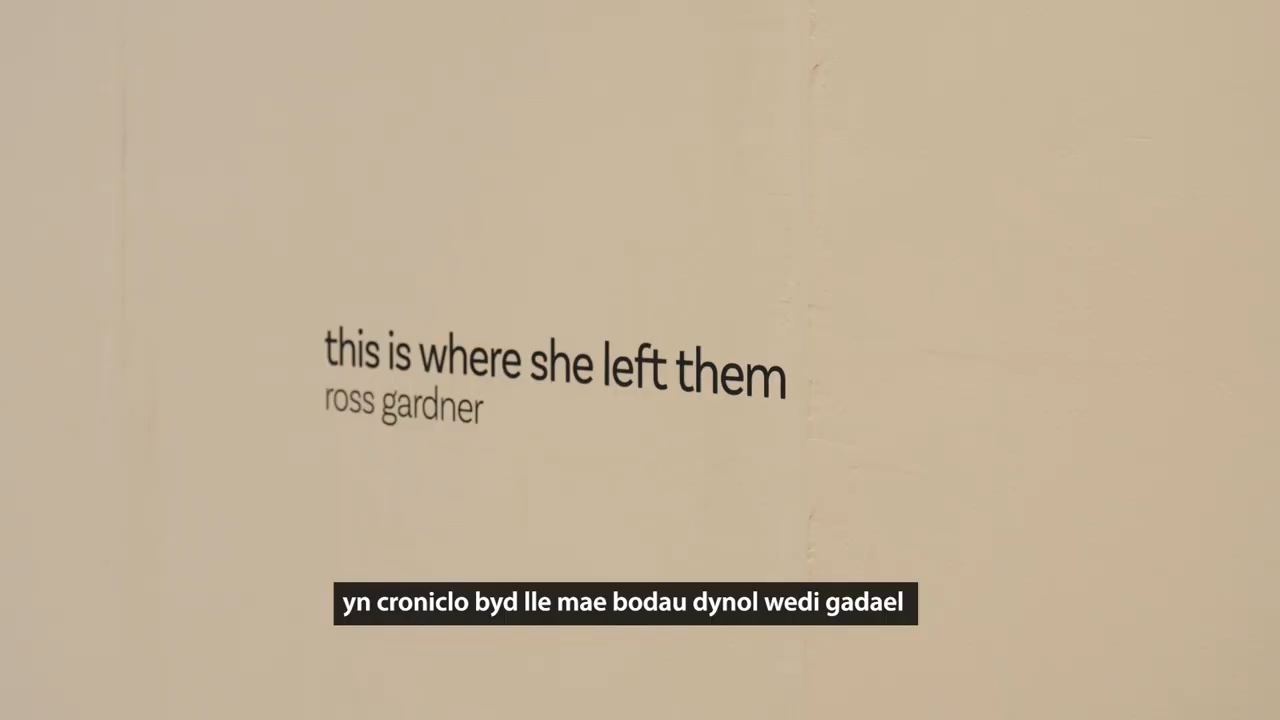 this is where she left them
ross gardner
yn croniclo byd lle mae bodau dynol wedi gadael